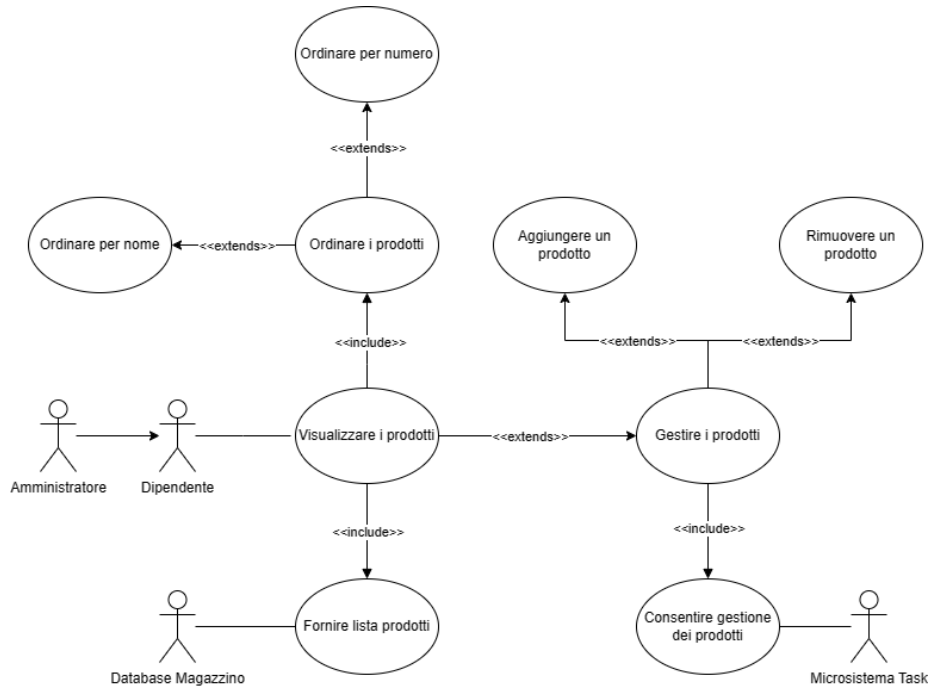 Ordinare per numero
<<extends>>
Ordinare per nome
<<extends>>
Ordinare i prodotti
Aggiungere un
prodotto
Rimuovere un
prodotto
<<include>>
<<extends>>
<<extends>>
Visualizzare i prodotti
<<extends>>
Gestire i prodotti
Amministratore
Dipendente
<<include>>
<<include>>
Fornire lista prodotti
Consentire gestione
dei prodotti
Database Magazzino
Microsistema Task